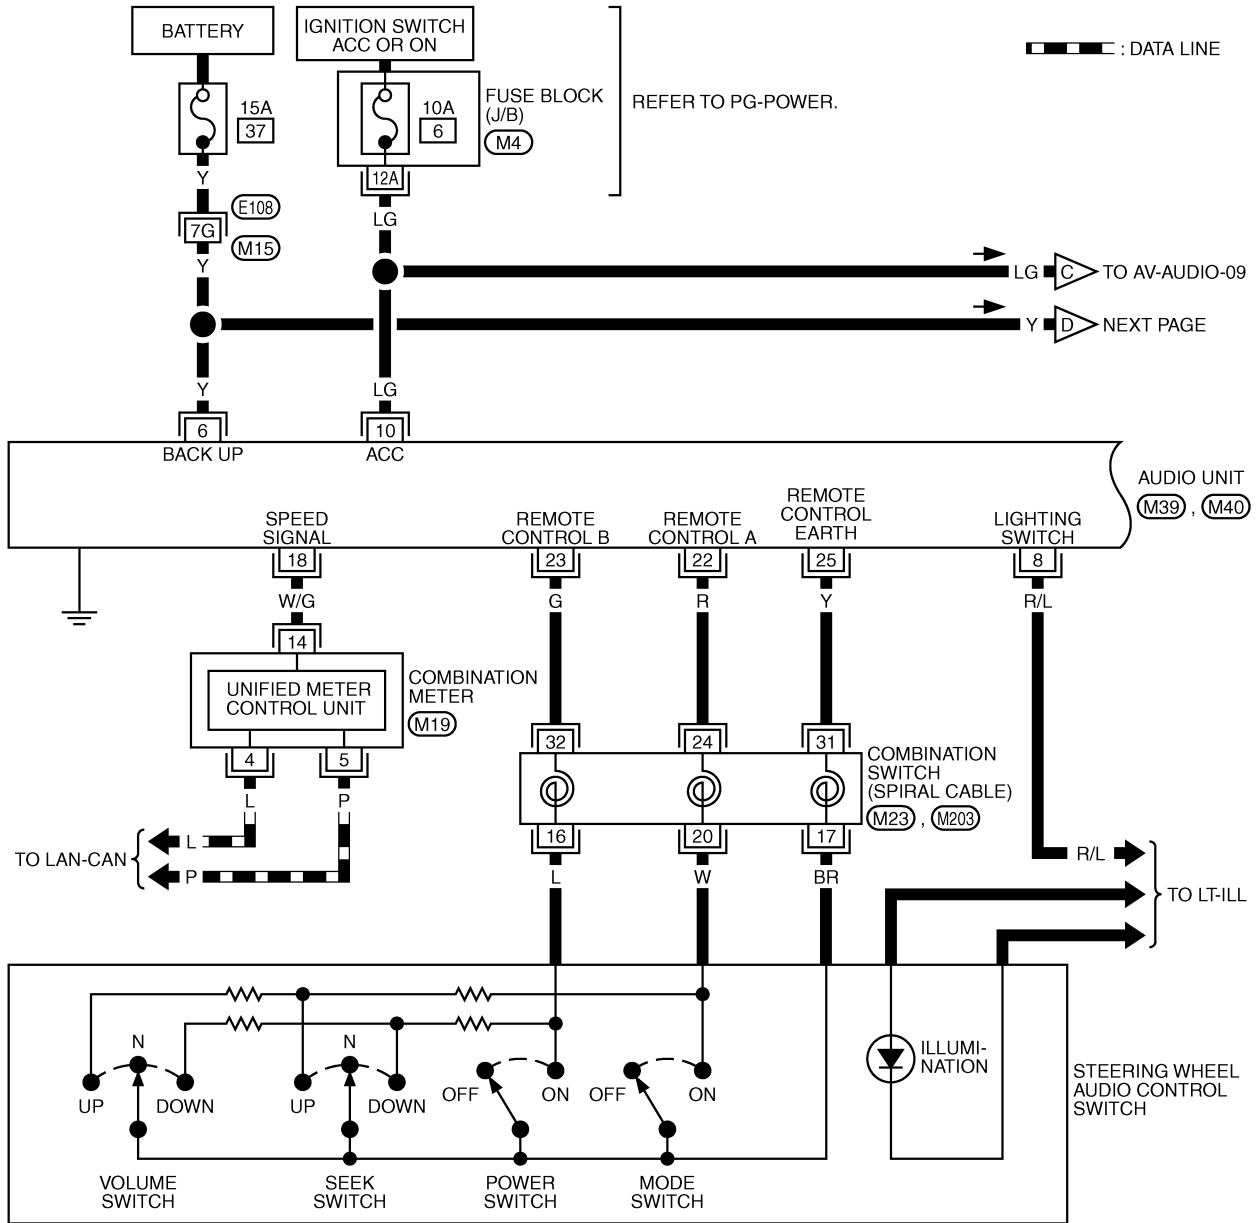 BATTERY
IGNITION SWITCH
ACC OR ON
: DATA LINE
15A
37
10A
6
FUSE BLOCK
(J/B)
M4
REFER TO PG-POWER.
12A
Y
E108
7G
M15
LG
Y
LG
C
TO AV-AUDIO-09
Y
D
NEXT PAGE
Y
LG
6
10
BACK UP
ACC
AUDIO UNIT
M39 , M40
SPEED
SIGNAL
REMOTE
CONTROL B
REMOTE
CONTROL A
REMOTE
CONTROL
EARTH
LIGHTING
SWITCH
18
23
22
25
8
W/G
G
R
Y
R/L
14
UNIFIED METER
CONTROL UNIT
COMBINATION
METER
M19
4
5
32
24
31
COMBINATION
SWITCH
(SPIRAL CABLE)
M23 , M203
L
P
16
20
17
TO LAN-CAN
L
P
L
W
BR
R/L
TO LT-ILL
N
UP
DOWN
N
UP
DOWN
OFF
ON
OFF
ON
ILLUMI-
NATION
STEERING WHEEL
AUDIO CONTROL
SWITCH
VOLUME
SWITCH
SEEK
SWITCH
POWER
SWITCH
MODE
SWITCH